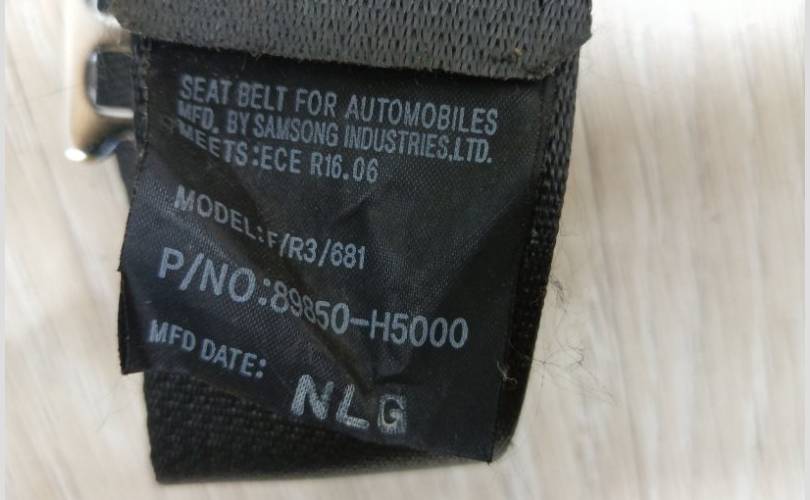 SEAT BELT FOR AUTOMOBILES
MFD. BY SAMSONG INDUSTRIES,LTD.
MEETS:ECE R16.06
MODEL:F/R3/681
P/NO:89850-H5000
MFD DATE: NLG